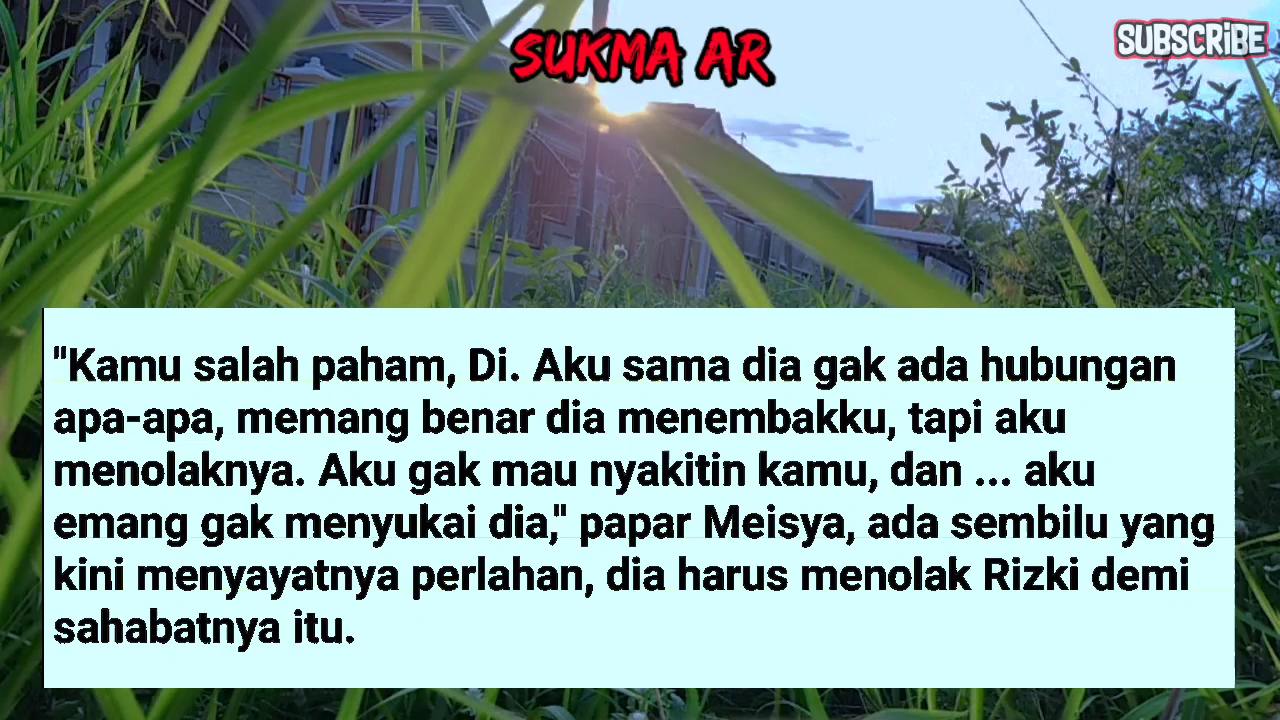 SUKMA AR
SUBSCRiBE
"Kamu salah paham, Di. Aku sama dia gak ada hubungan
apa-apa, memang benar dia menembakku, tapi aku
menolaknya. Aku gak mau nyakitin kamu, dan ... aku
emang gak menyukai dia," papar Meisya, ada sembilu yang
kini menyayatnya perlahan, dia harus menolak Rizki demi
sahabatnya itu.